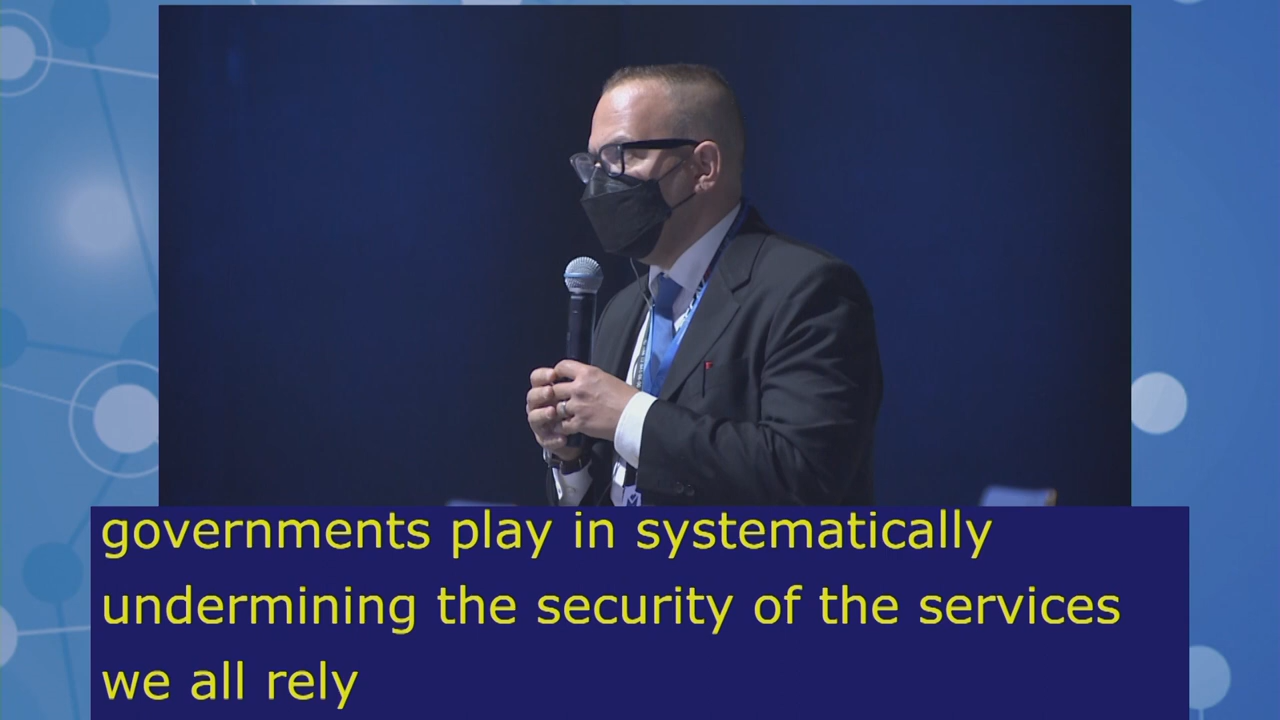 governments play in systematically
undermining the security of the services
we all rely